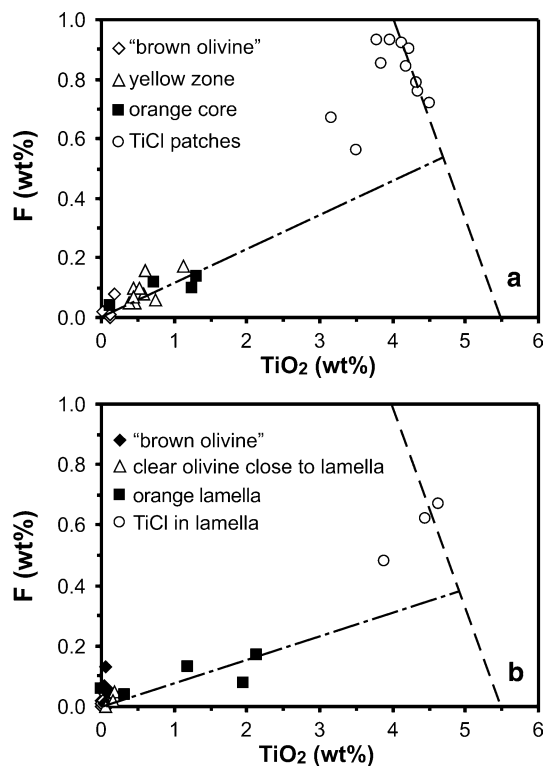 1.0
0.8
0.6
0.4
0.2
0.0
F (wt%)
"brown olivine"
yellow zone
orange core
TiCl patches
a
0 1 2 3 4 5 6
TiO2 (wt%)
1.0
0.8
0.6
0.4
0.2
0.0
F (wt%)
"brown olivine"
clear olivine close to lamella
orange lamella
TiCl in lamella
b
0 1 2 3 4 5 6
TiO2 (wt%)